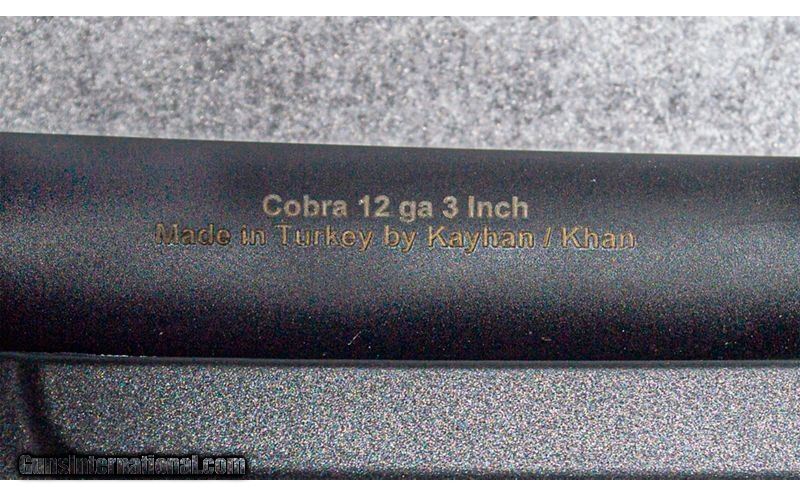 Cobra 12 ga 3 Inch
Made in Turkey by Kayhan / Khan
GunsInternational.com